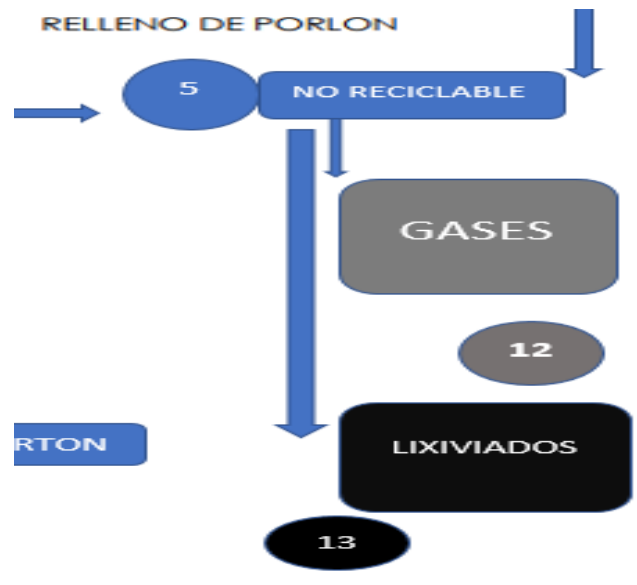 RELLENO DE PORLON
5
NO RECICLABLE
GASES
12
RTON
LIXIVIADOS
13